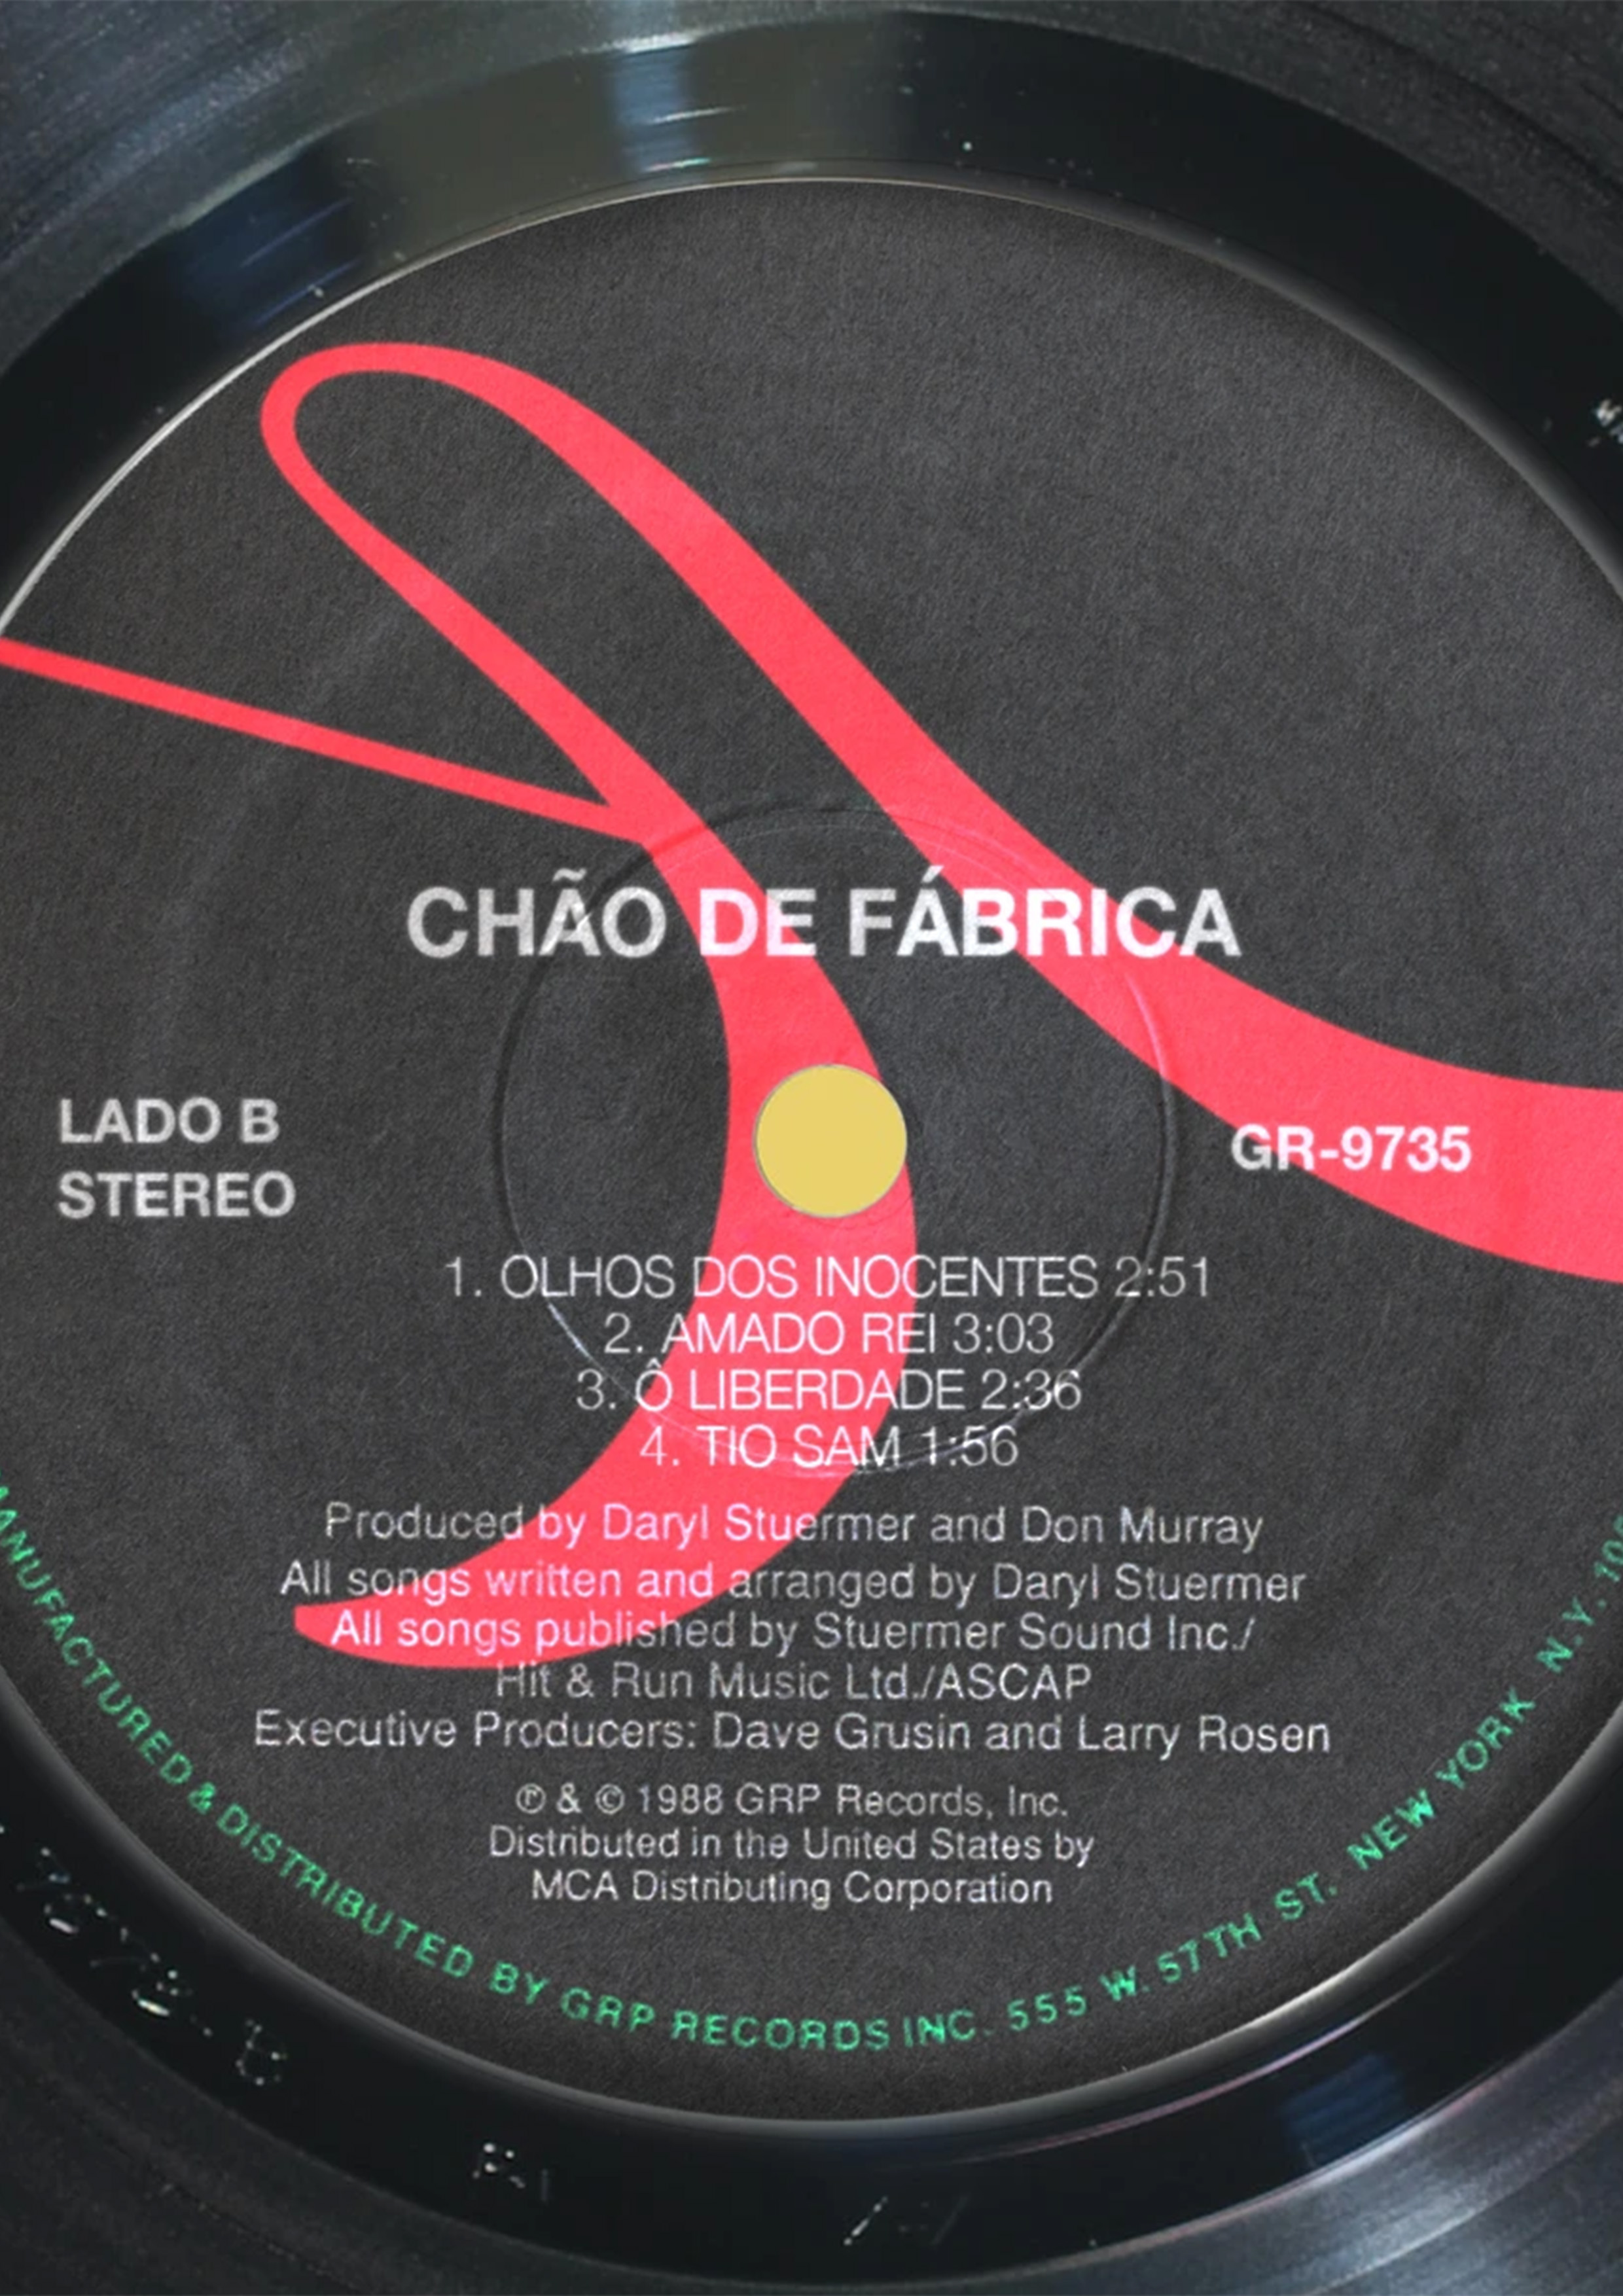 CHÃO DE FÁBRICA
LADO B
STEREO
GR-9735
1. OLHOS DOS INOCENTES 2:51
2. AMADO REI 3:03
3. Ô LIBERDADE 2:36
4. TIO SAM 1:56
Produced by Daryl Stuermer and Don Murray
All songs written and arranged by Daryl Stuermer
All songs published by Stuermer Sound Inc./
Hit & Run Music Ltd./ASCAP
Executive Producers: Dave Grusin and Larry Rosen
℗ & © 1988 GRP Records, Inc.
Distributed in the United States by
MCA Distributing Corporation
MANUFACTURED & DISTRIBUTED BY GRP RECORDS INC. 555 W. 57TH ST. NEW YORK N.Y.